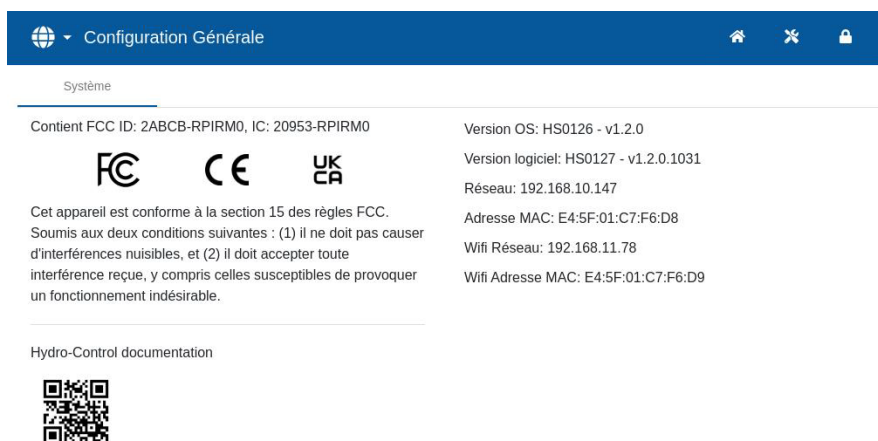 Configuration Générale
Système
Contient FCC ID: 2ABCB-RPIRM0, IC: 20953-RPIRM0
FC CE UK
CA
Cet appareil est conforme à la section 15 des règles FCC.
Soumis aux deux conditions suivantes : (1) il ne doit pas causer
d'interférences nuisibles, et (2) il doit accepter toute
interférence reçue, y compris celles susceptibles de provoquer
un fonctionnement indésirable.
Hydro-Control documentation
Version OS: HS0126 - v1.2.0
Version logiciel: HS0127 - v1.2.0.1031
Réseau: 192.168.10.147
Adresse MAC: E4:5F:01:C7:F6:D8
Wifi Réseau: 192.168.11.78
Wifi Adresse MAC: E4:5F:01:C7:F6:D9